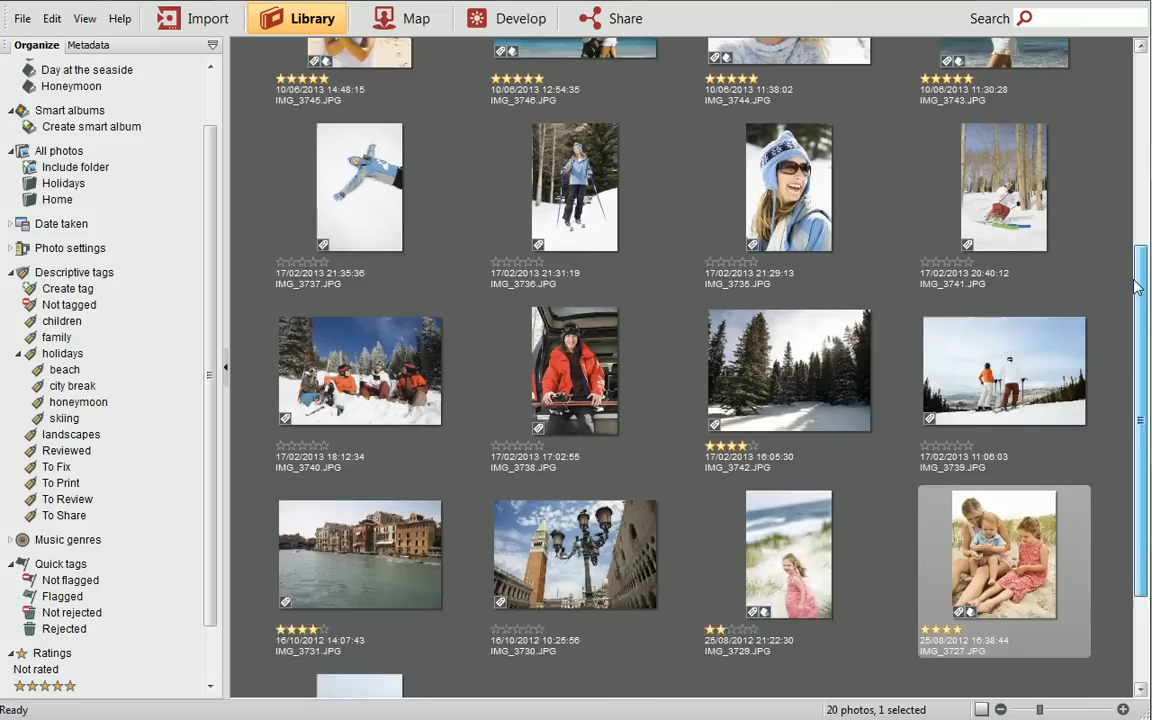 File Edit View Help Import Library Map Develop Share Search
Organize Metadata
Day at the seaside
Honeymoon
Smart albums
Create smart album
All photos
Include folder
Holidays
Home
Date taken
Photo settings
Descriptive tags
Create tag
Not tagged
children
family
holidays
beach
city break
honeymoon
skiing
landscapes
Reviewed
To Fix
To Print
To Review
To Share
Music genres
Quick tags
Not flagged
Flagged
Not rejected
Rejected
Ratings
Not rated
10/06/2013 14:48:15
IMG_3745.JPG
10/06/2013 12:54:35
IMG_3746.JPG
10/06/2013 11:38:02
IMG_3744.JPG
10/06/2013 11:30:28
IMG_3743.JPG
17/02/2013 21:35:36
IMG_3737.JPG
17/02/2013 21:31:19
IMG_3736.JPG
17/02/2013 21:29:13
IMG_3735.JPG
17/02/2013 20:40:12
IMG_3741.JPG
17/02/2013 18:12:34
IMG_3740.JPG
17/02/2013 17:02:55
IMG_3738.JPG
17/02/2013 16:05:30
IMG_3742.JPG
17/02/2013 11:06:03
IMG_3739.JPG
16/10/2012 14:07:43
IMG_3731.JPG
16/10/2012 10:25:56
IMG_3730.JPG
25/08/2012 21:22:30
IMG_3729.JPG
25/08/2012 16:38:44
IMG_3727.JPG
Ready
20 photos, 1 selected